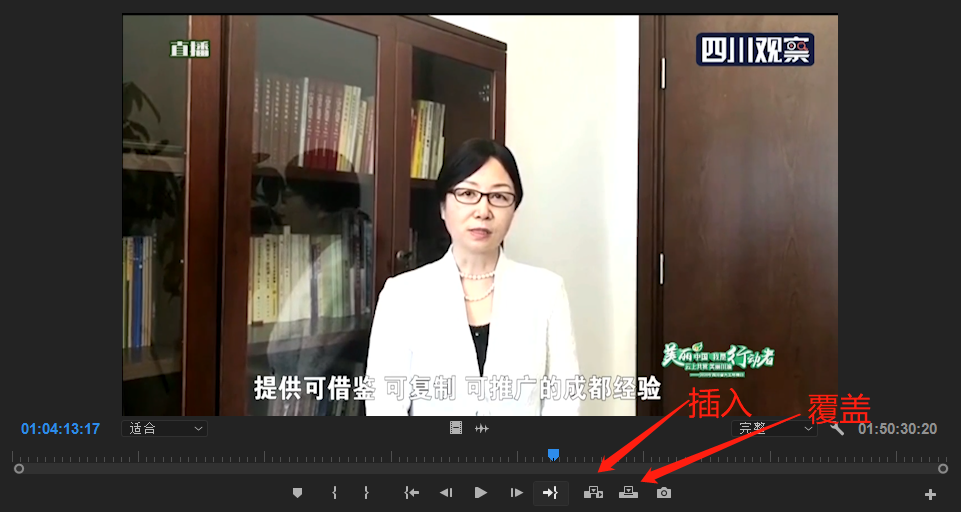 直播
四川观察
美丽中国 我是行动者
提供可借鉴 可复制 可推广的成都经验
插入
覆盖
01:04:13:17
适合
完整
01:50:30:20